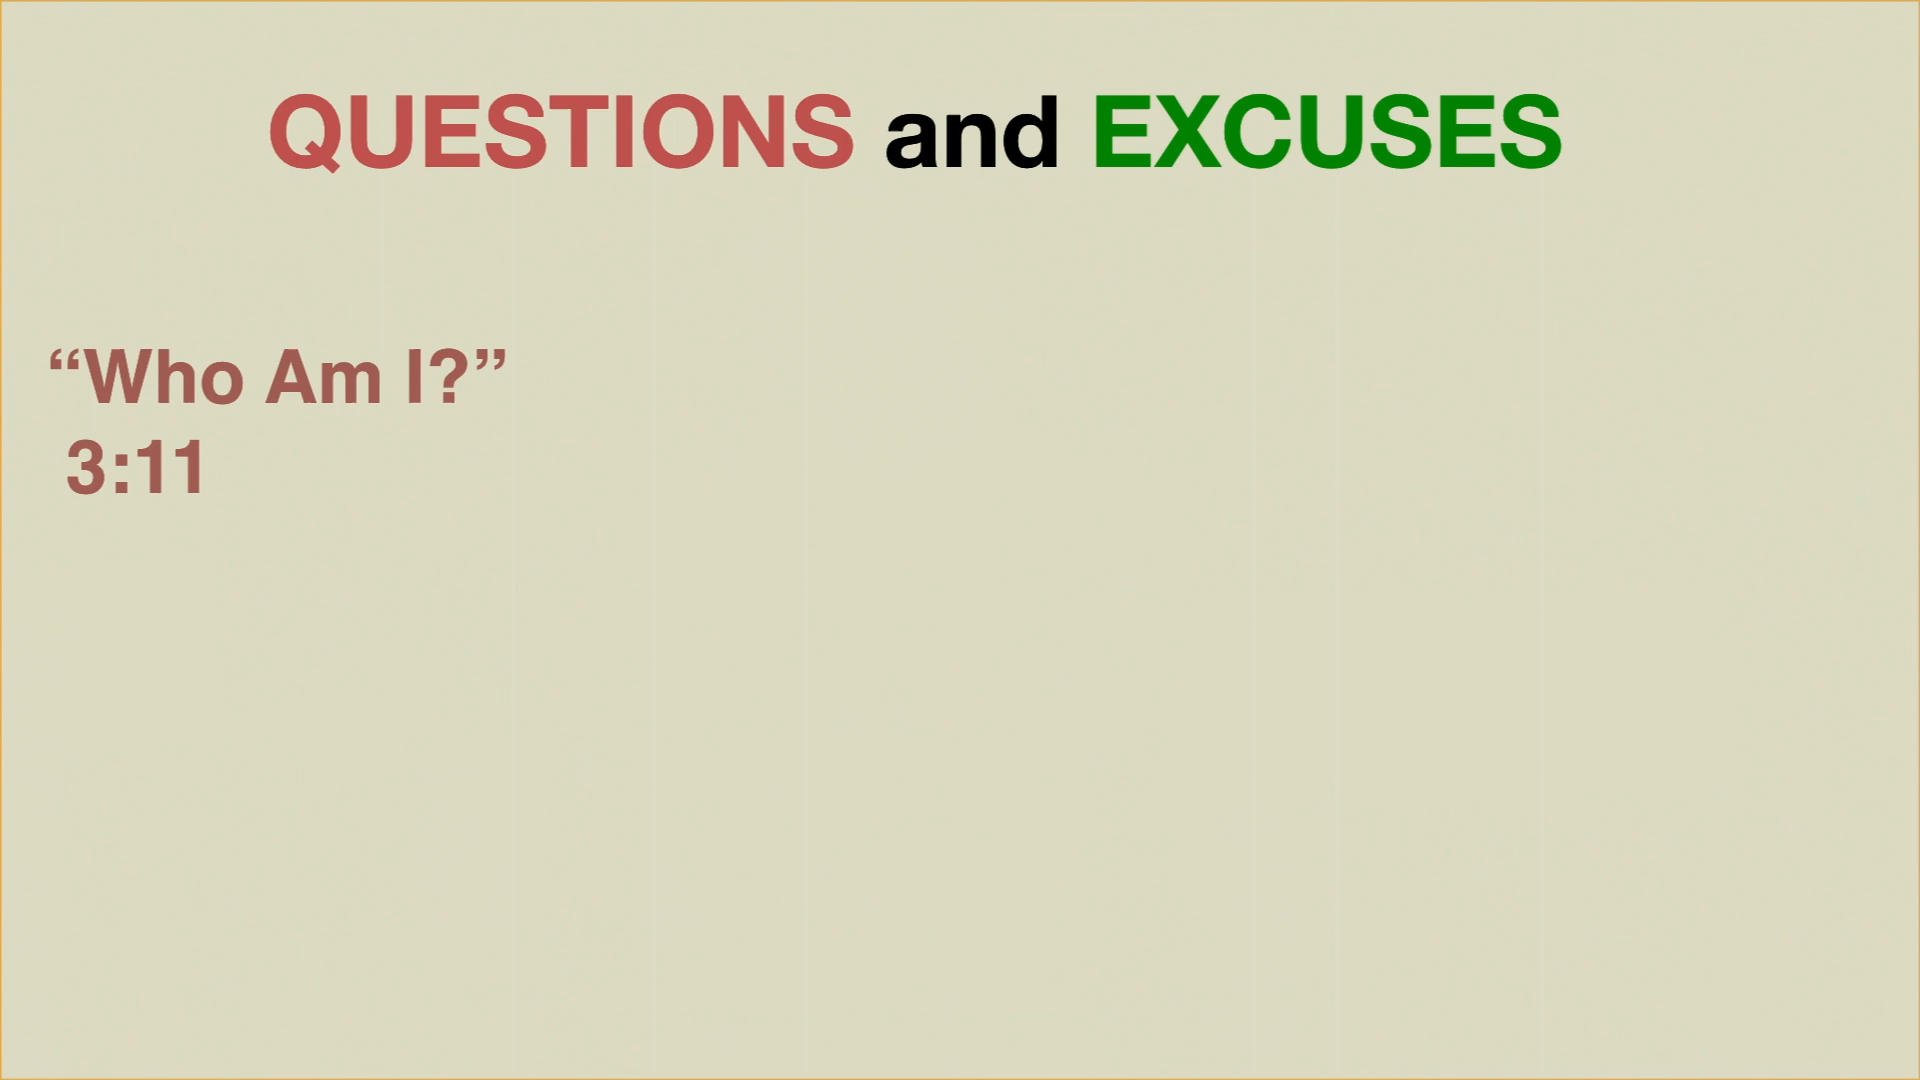 QUESTIONS and EXCUSES
“Who Am I?”
3:11